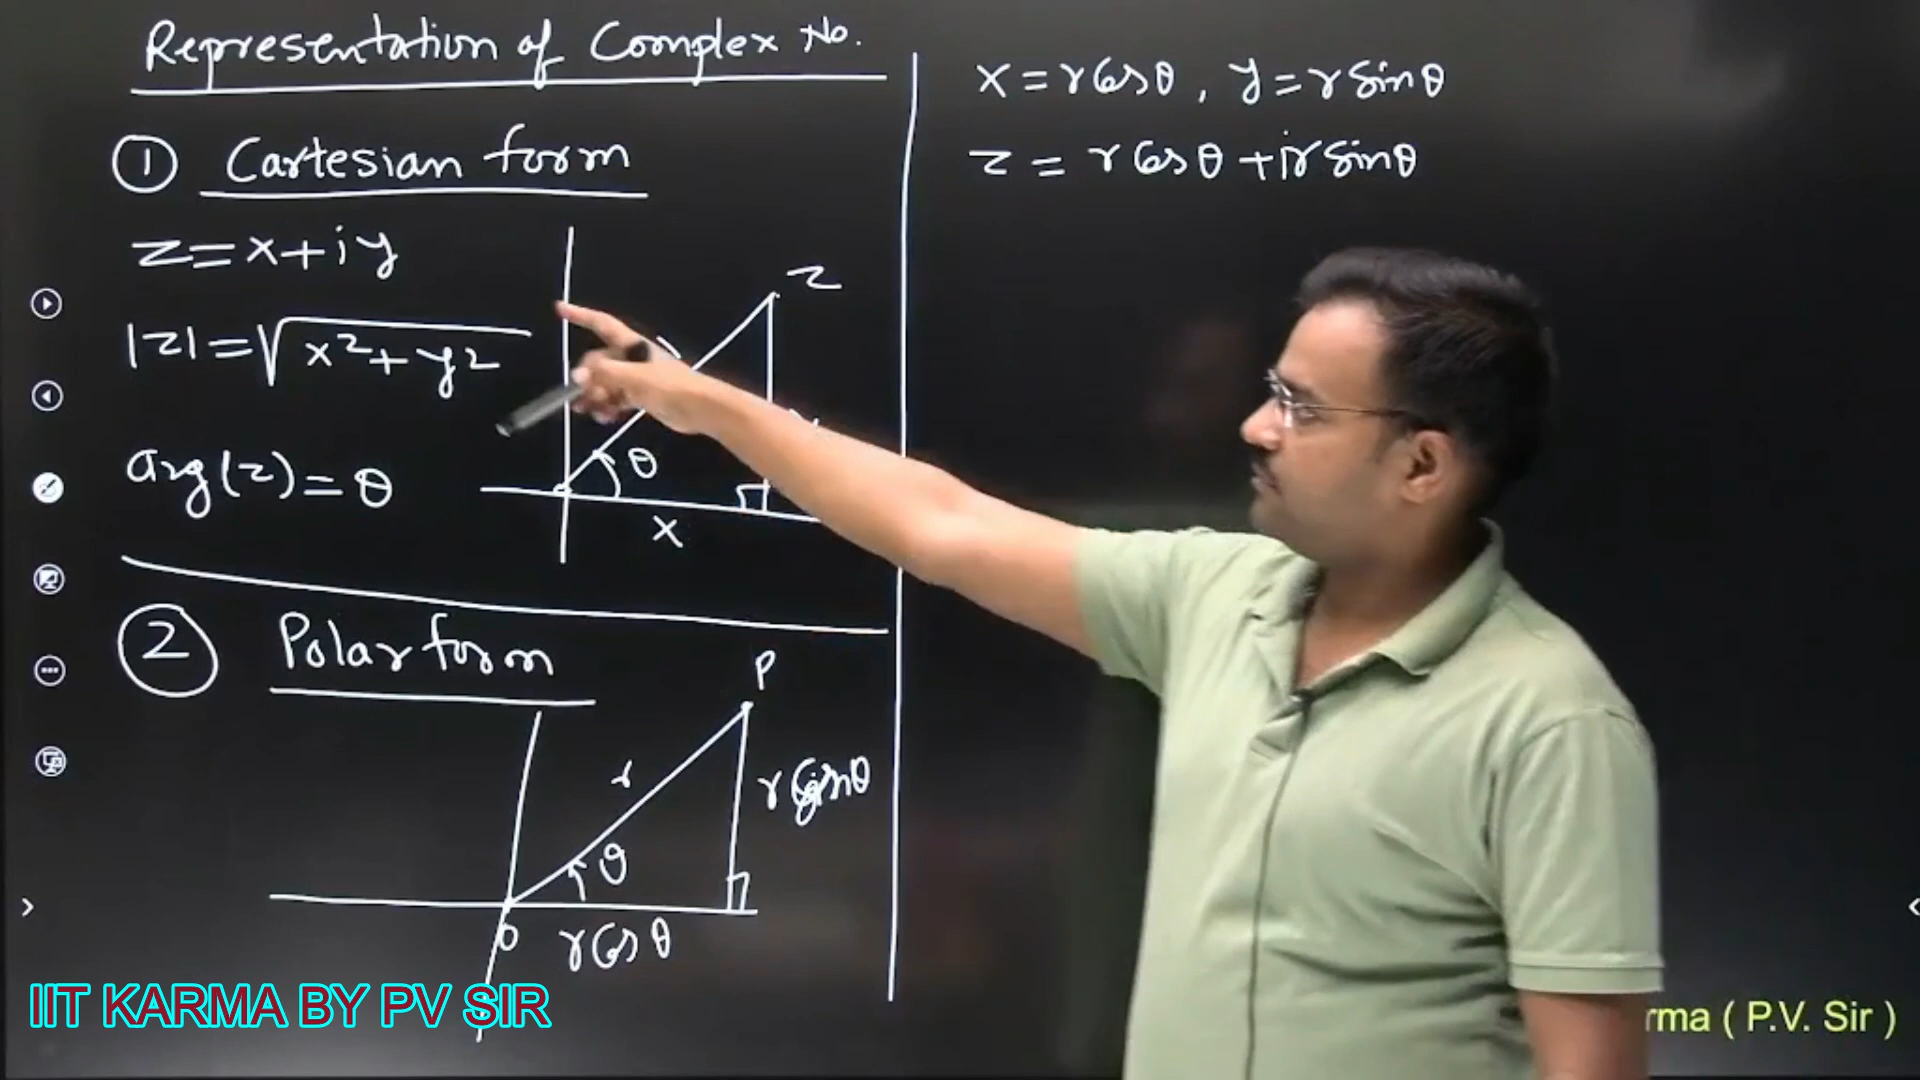 Representation of Complex No.
① Cartesian form
z = x + iy
|z| = √x² + y²
arg(z) = θ
z
θ
x
② Polar form
P
r
r sinθ
θ
O
r cosθ
x = r cosθ, y = r sinθ
z = r cosθ + ir sinθ
IIT KARMA BY PV SIR
rma ( P.V. Sir )